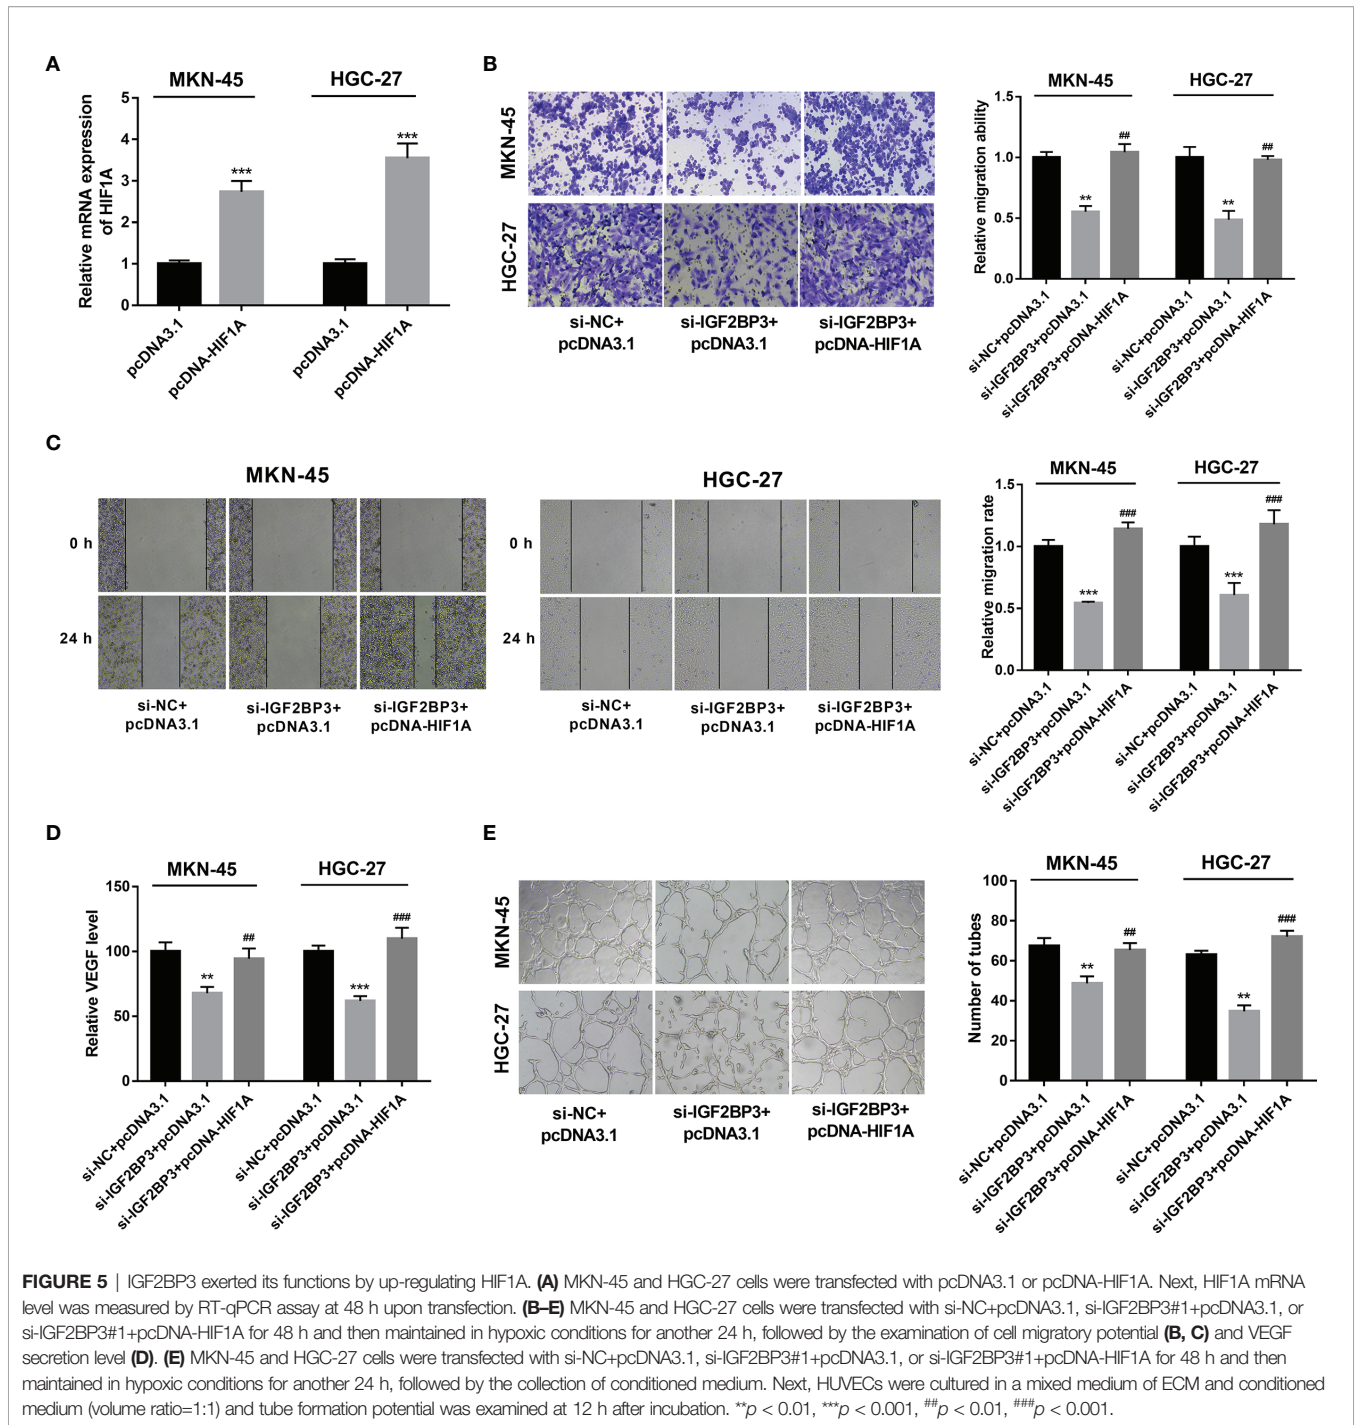 A
MKN-45
HGC-27
Relative mRNA expression
of HIF1A
5
4
3
2
1
0
***
***
pcDNA3.1
pcDNA-HIF1A
pcDNA3.1
pcDNA-HIF1A
B
MKN-45
HGC-27
si-NC+
pcDNA3.1
si-IGF2BP3+
pcDNA3.1
si-IGF2BP3+
pcDNA-HIF1A
MKN-45
HGC-27
Relative migration ability
1.5
1.0
0.5
0.0
**
##
**
##
si-NC+pcDNA3.1
si-IGF2BP3+pcDNA3.1
si-IGF2BP3+pcDNA-HIF1A
si-NC+pcDNA3.1
si-IGF2BP3+pcDNA3.1
si-IGF2BP3+pcDNA-HIF1A
C
MKN-45
0 h
24 h
si-NC+
pcDNA3.1
si-IGF2BP3+
pcDNA3.1
si-IGF2BP3+
pcDNA-HIF1A
HGC-27
0 h
24 h
si-NC+
pcDNA3.1
si-IGF2BP3+
pcDNA3.1
si-IGF2BP3+
pcDNA-HIF1A
MKN-45
HGC-27
Relative migration rate
1.5
1.0
0.5
0.0
***
###
***
###
si-NC+pcDNA3.1
si-IGF2BP3+pcDNA3.1
si-IGF2BP3+pcDNA-HIF1A
si-NC+pcDNA3.1
si-IGF2BP3+pcDNA3.1
si-IGF2BP3+pcDNA-HIF1A
D
MKN-45
HGC-27
Relative VEGF level
150
100
50
0
**
##
***
###
si-NC+pcDNA3.1
si-IGF2BP3+pcDNA3.1
si-IGF2BP3+pcDNA-HIF1A
si-NC+pcDNA3.1
si-IGF2BP3+pcDNA3.1
si-IGF2BP3+pcDNA-HIF1A
E
MKN-45
HGC-27
si-NC+
pcDNA3.1
si-IGF2BP3+
pcDNA3.1
si-IGF2BP3+
pcDNA-HIF1A
MKN-45
HGC-27
Number of tubes
100
80
60
40
20
0
**
##
**
###
si-NC+pcDNA3.1
si-IGF2BP3+pcDNA3.1
si-IGF2BP3+pcDNA-HIF1A
si-NC+pcDNA3.1
si-IGF2BP3+pcDNA3.1
si-IGF2BP3+pcDNA-HIF1A
FIGURE 5 | IGF2BP3 exerted its functions by up-regulating HIF1A. (A) MKN-45 and HGC-27 cells were transfected with pcDNA3.1 or pcDNA-HIF1A. Next, HIF1A mRNA
level was measured by RT-qPCR assay at 48 h upon transfection. (B–E) MKN-45 and HGC-27 cells were transfected with si-NC+pcDNA3.1, si-IGF2BP3#1+pcDNA3.1, or
si-IGF2BP3#1+pcDNA-HIF1A for 48 h and then maintained in hypoxic conditions for another 24 h, followed by the examination of cell migratory potential (B, C) and VEGF
secretion level (D). (E) MKN-45 and HGC-27 cells were transfected with si-NC+pcDNA3.1, si-IGF2BP3#1+pcDNA3.1, or si-IGF2BP3#1+pcDNA-HIF1A for 48 h and then
maintained in hypoxic conditions for another 24 h, followed by the collection of conditioned medium. Next, HUVECs were cultured in a mixed medium of ECM and conditioned
medium (volume ratio=1:1) and tube formation potential was examined at 12 h after incubation. **p < 0.01, ***p < 0.001, ##p < 0.01, ###p < 0.001.